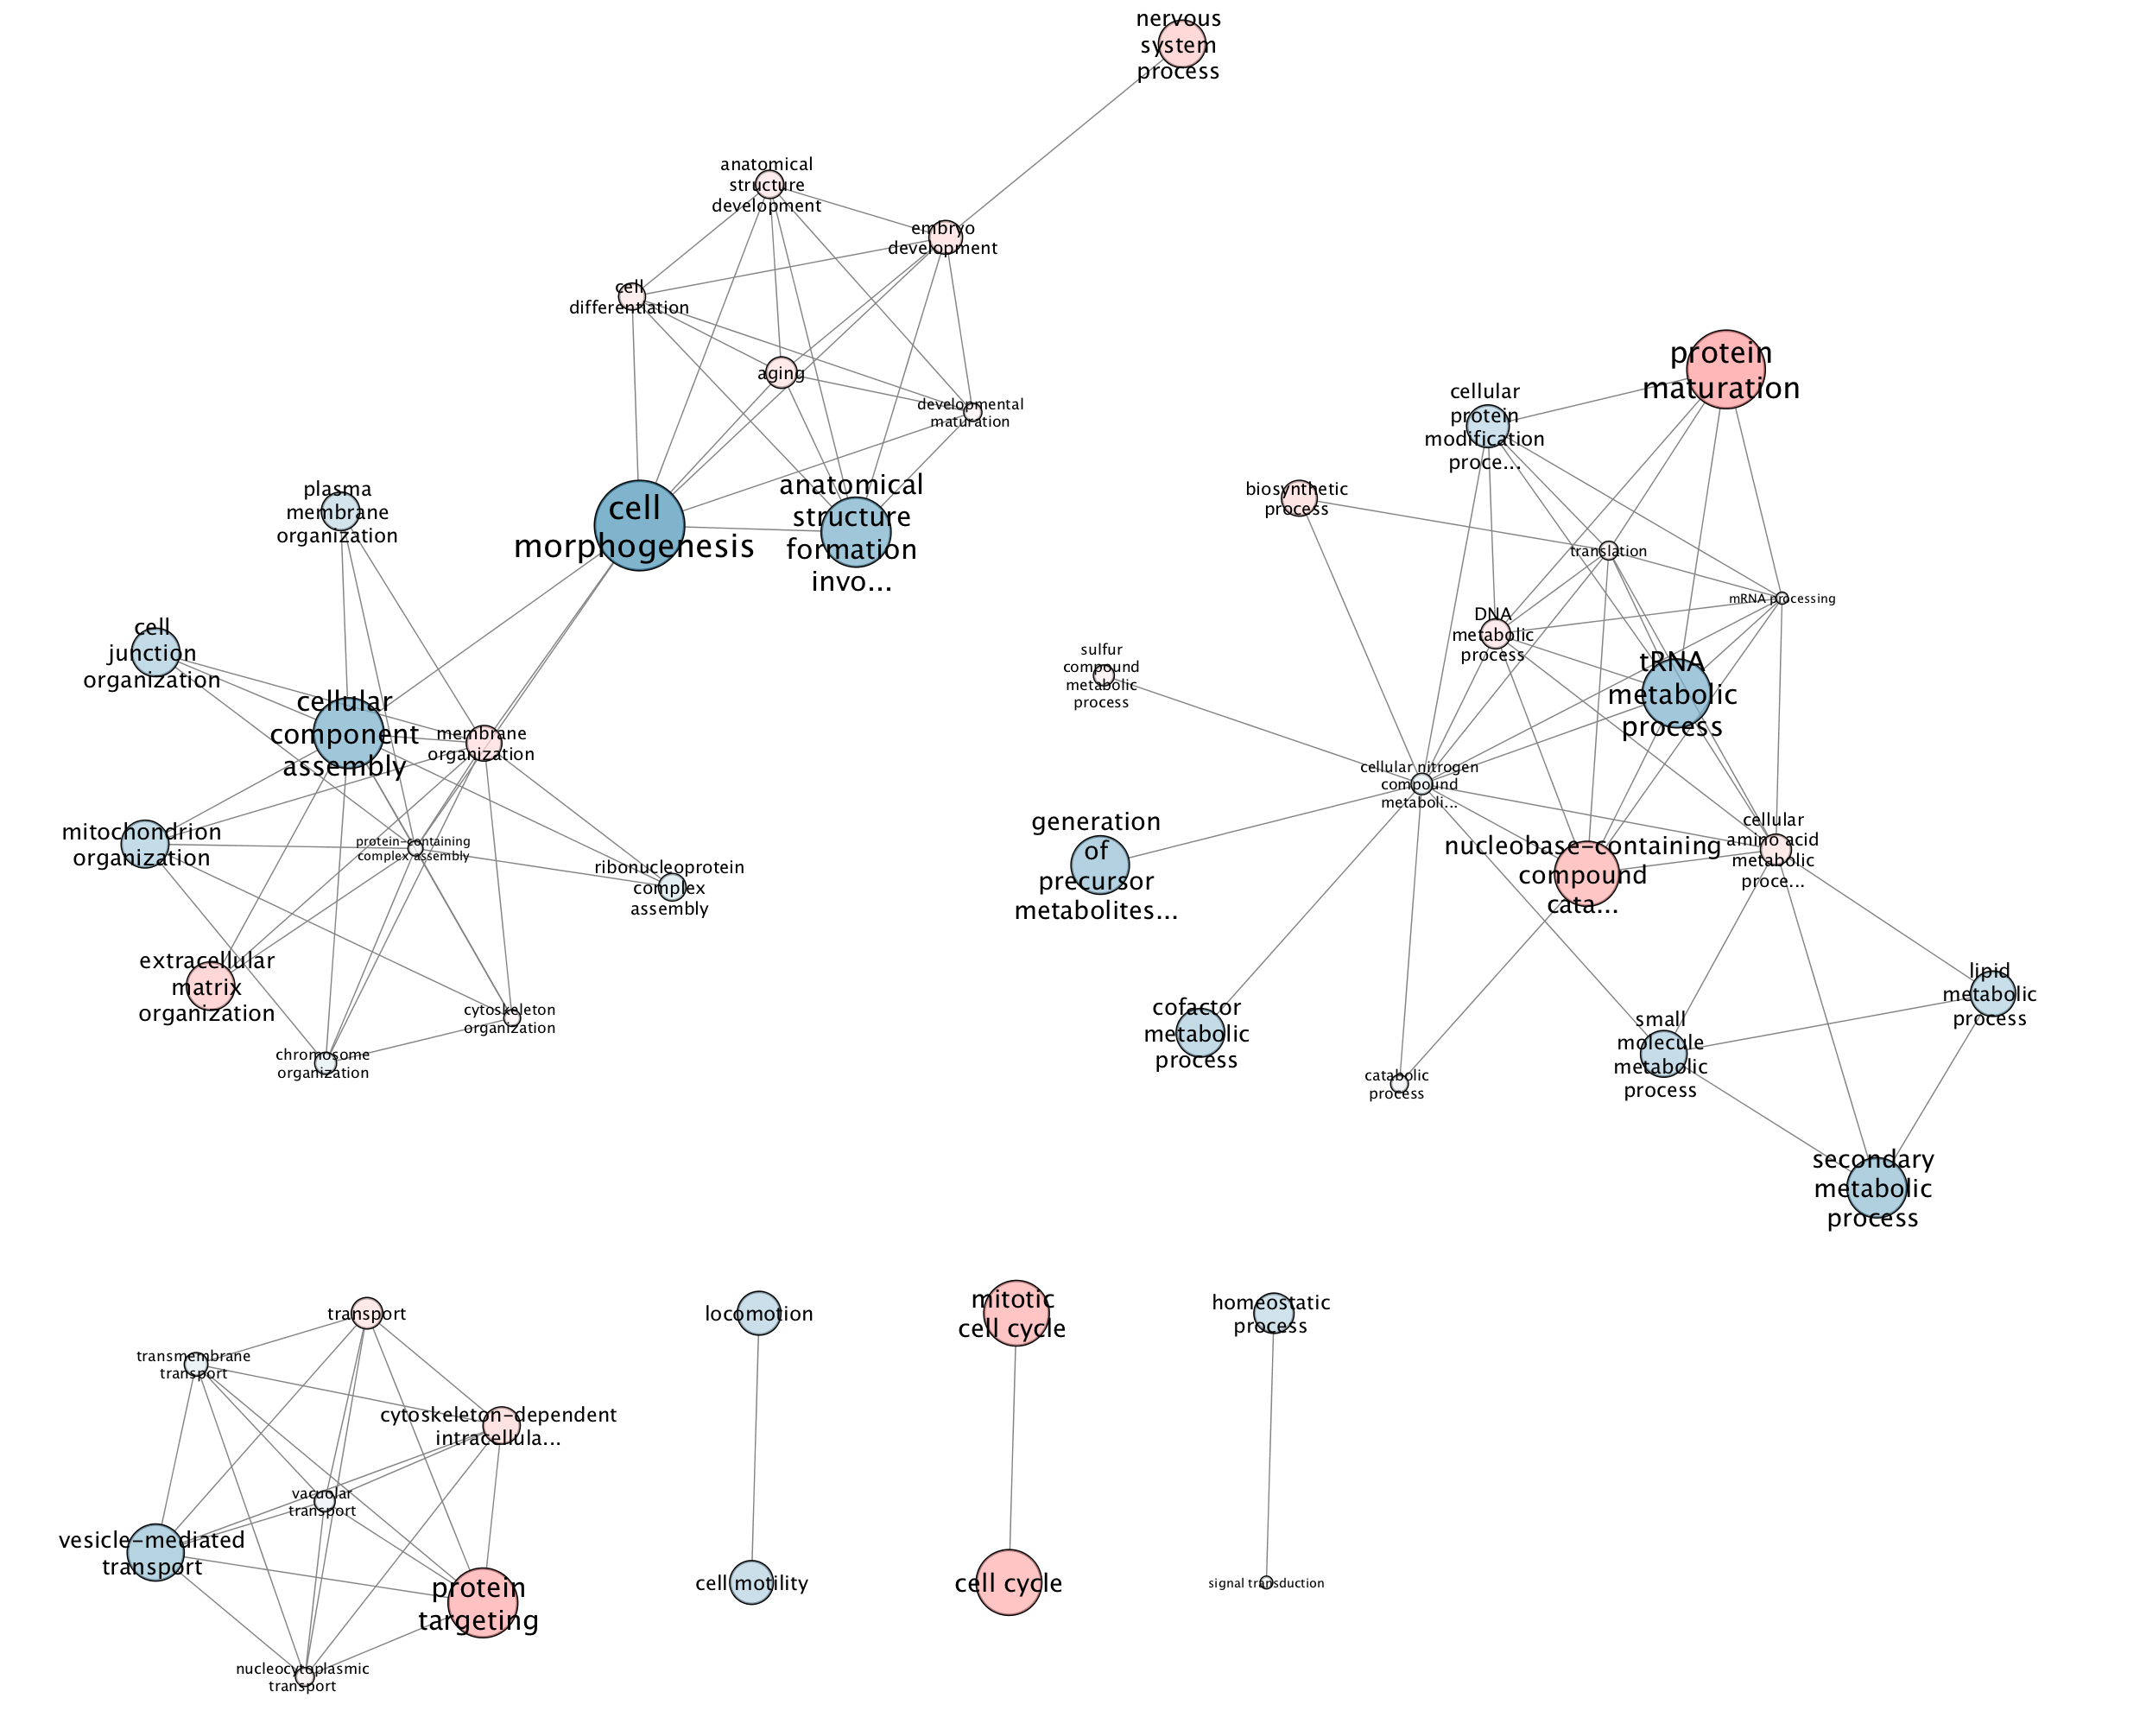 nervous
system
process
anatomical
structure
development
embryo
development
cell
differentiation
aging
developmental
maturation
cell
morphogenesis
anatomical
structure
formation
invo...
plasma
membrane
organization
cell
junction
organization
cellular
component
assembly
membrane
organization
mitochondrion
organization
protein-containing
complex assembly
ribonucleoprotein
complex
assembly
extracellular
matrix
organization
cytoskeleton
organization
chromosome
organization
protein
maturation
cellular
protein
modification
proce...
biosynthetic
process
translation
mRNA processing
DNA
metabolic
process
sulfur
compound
metabolic
process
tRNA
metabolic
process
cellular nitrogen
compound
metaboli...
generation
of
precursor
metabolites...
nucleobase-containing
compound
cata...
cellular
amino acid
metabolic
proce...
cofactor
metabolic
process
catabolic
process
small
molecule
metabolic
process
lipid
metabolic
process
secondary
metabolic
process
transport
transmembrane
transport
cytoskeleton-dependent
intracellula...
vacuolar
transport
vesicle-mediated
transport
protein
targeting
nucleocytoplasmic
transport
locomotion
cell motility
mitotic
cell cycle
cell cycle
homeostatic
process
signal transduction